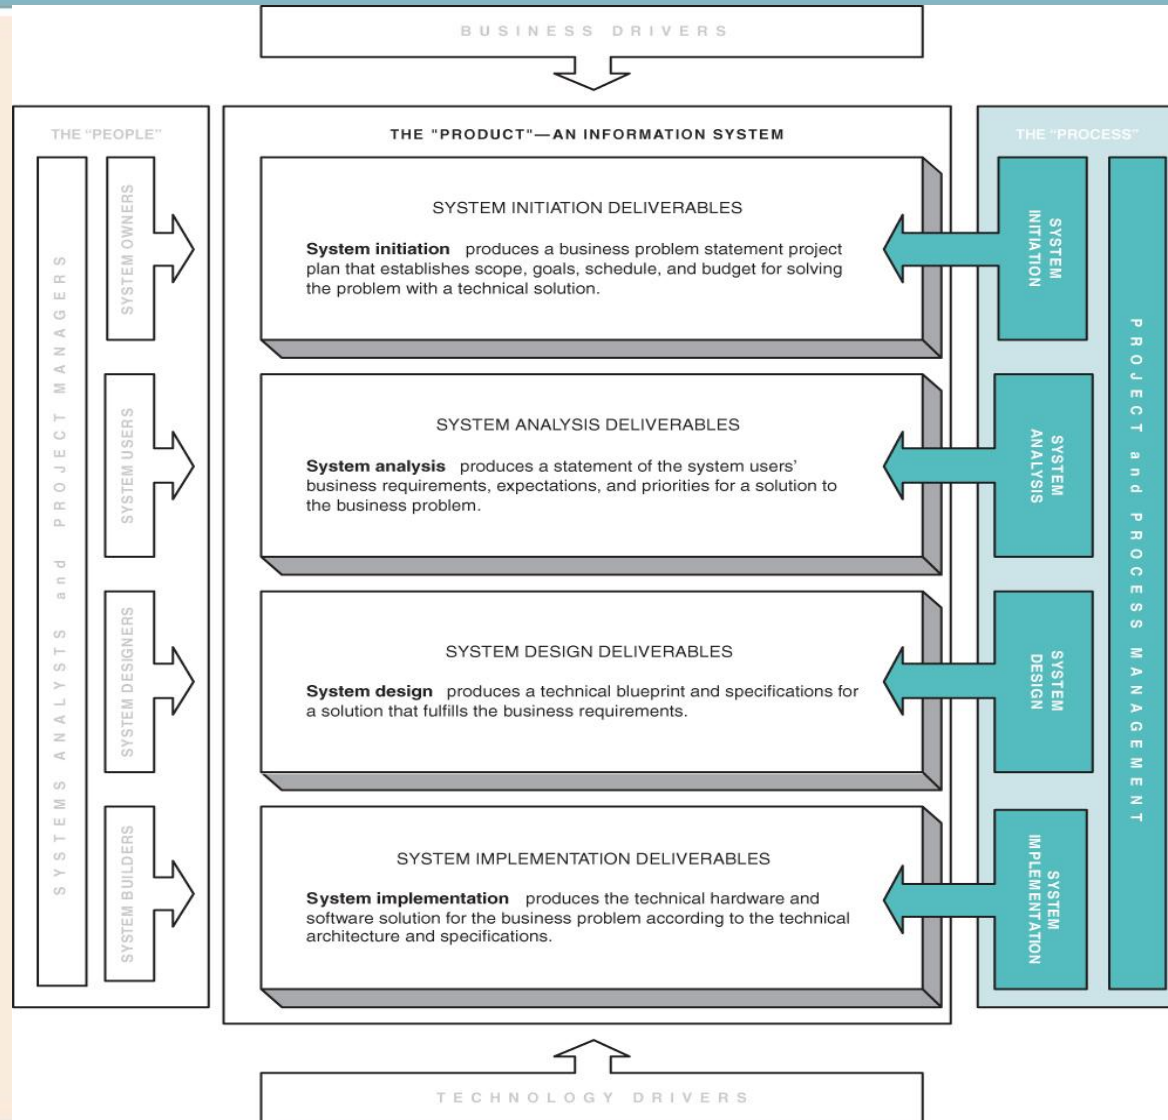 BUSINESS DRIVERS
THE "PEOPLE"
SYSTEMS ANALYSTS and PROJECT MANAGERS
SYSTEM OWNERS
SYSTEM USERS
SYSTEM DESIGNERS
SYSTEM BUILDERS
THE "PRODUCT"—AN INFORMATION SYSTEM
SYSTEM INITIATION DELIVERABLES
System initiation produces a business problem statement project
plan that establishes scope, goals, schedule, and budget for solving
the problem with a technical solution.
SYSTEM ANALYSIS DELIVERABLES
System analysis produces a statement of the system users'
business requirements, expectations, and priorities for a solution to
the business problem.
SYSTEM DESIGN DELIVERABLES
System design produces a technical blueprint and specifications for
a solution that fulfills the business requirements.
SYSTEM IMPLEMENTATION DELIVERABLES
System implementation produces the technical hardware and
software solution for the business problem according to the technical
architecture and specifications.
THE "PROCESS"
SYSTEM
INITIATION
SYSTEM
ANALYSIS
SYSTEM
DESIGN
SYSTEM
IMPLEMENTATION
PROJECT and PROCESS MANAGEMENT
TECHNOLOGY DRIVERS